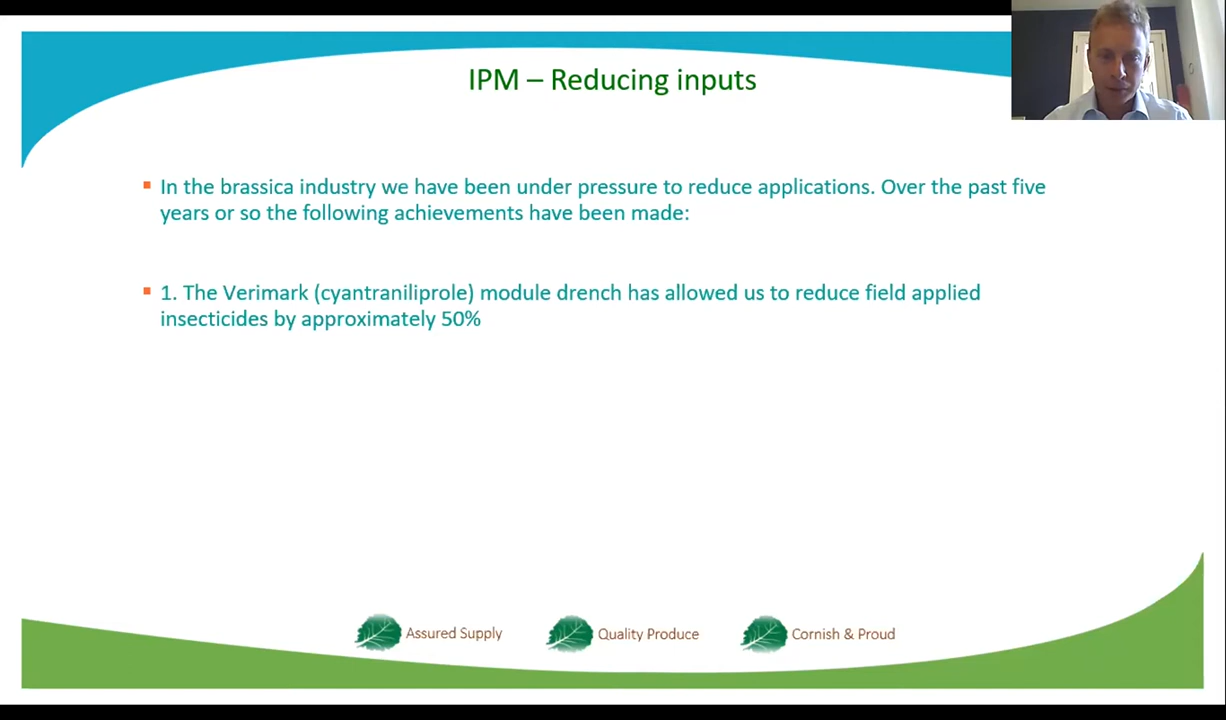 IPM – Reducing inputs
In the brassica industry we have been under pressure to reduce applications. Over the past five
years or so the following achievements have been made:
1. The Verimark (cyantraniliprole) module drench has allowed us to reduce field applied
insecticides by approximately 50%
Assured Supply
Quality Produce
Cornish & Proud